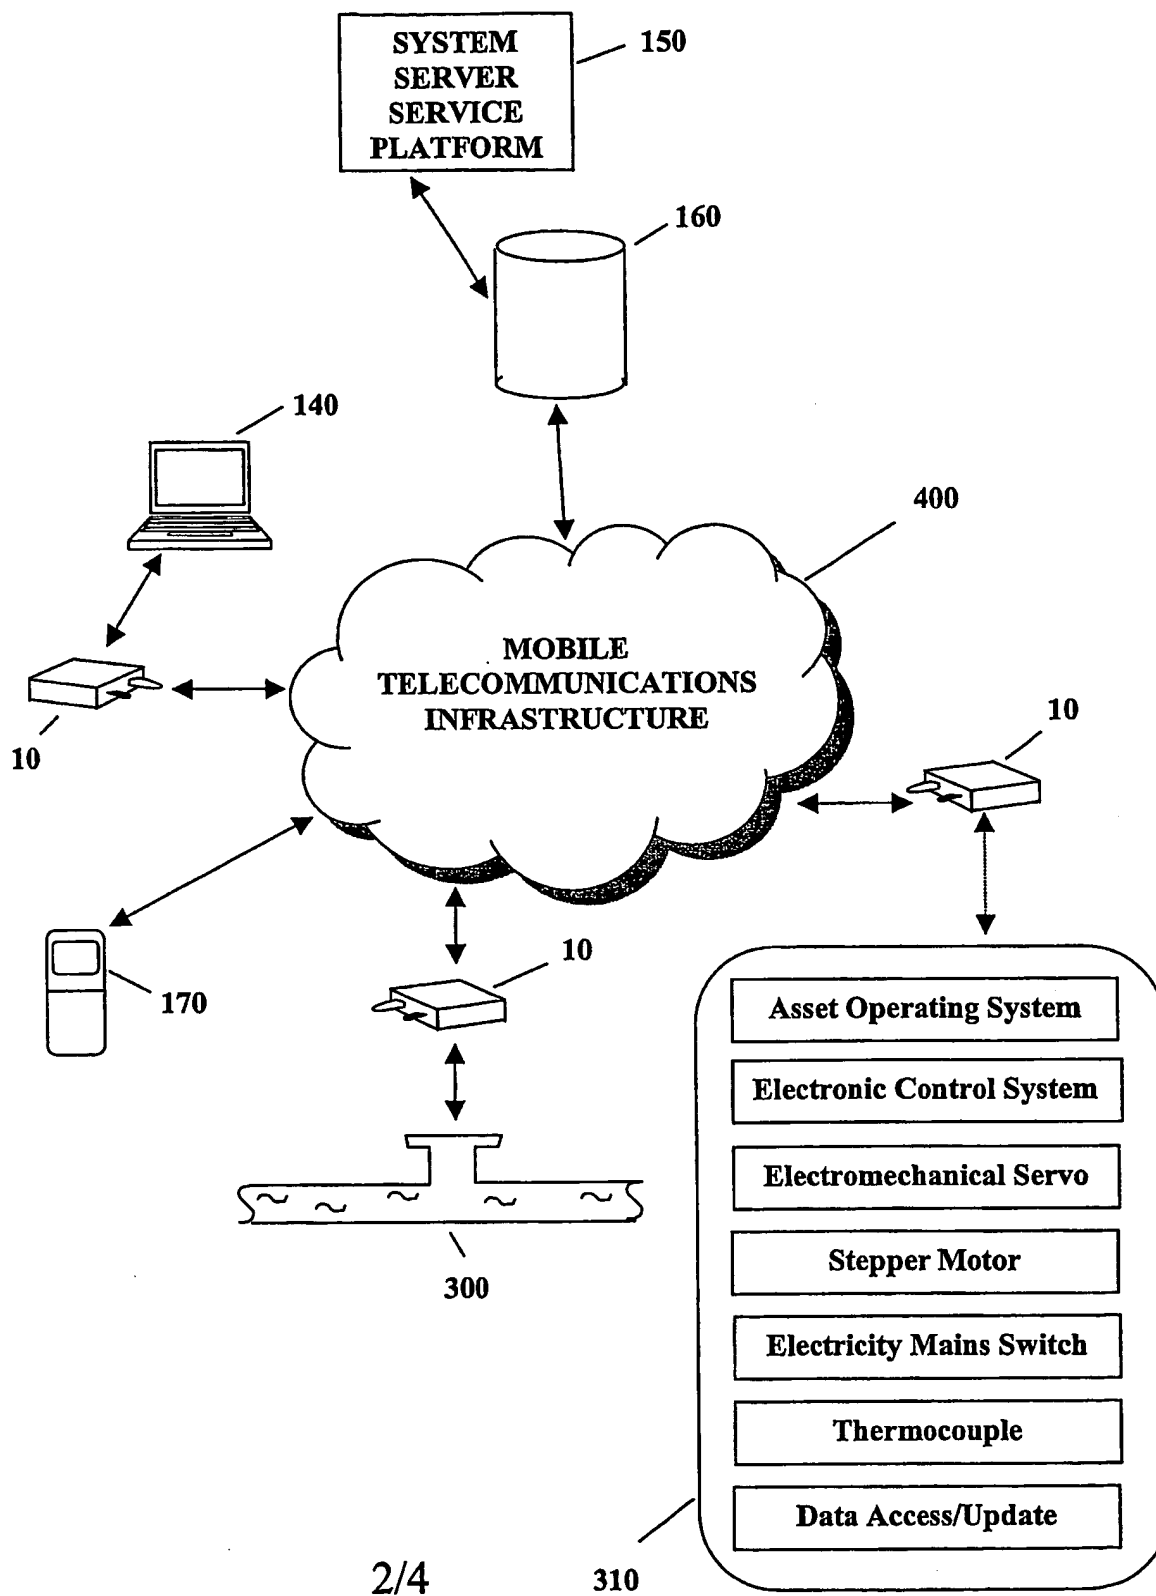 SYSTEM
SERVER
SERVICE
PLATFORM
150
160
140
400
MOBILE
TELECOMMUNICATIONS
INFRASTRUCTURE
10
10
10
170
300
Asset Operating System
Electronic Control System
Electromechanical Servo
Stepper Motor
Electricity Mains Switch
Thermocouple
Data Access/Update
310
2/4